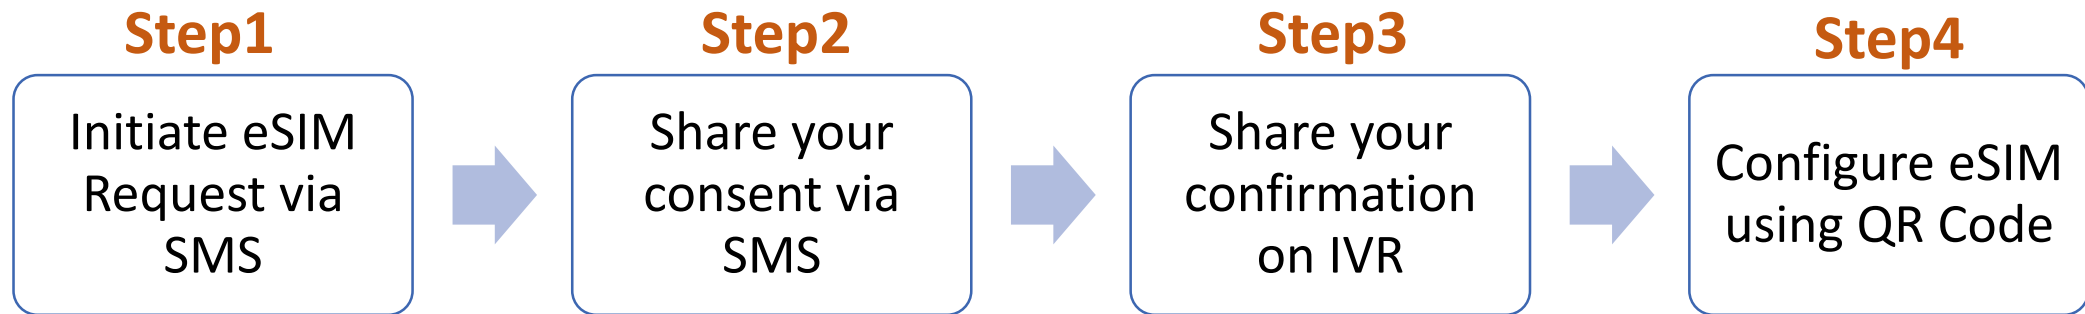 Step1
Initiate eSIM
Request via
SMS
Step2
Share your
consent via
SMS
Step3
Share your
confirmation
on IVR
Step4
Configure eSIM
using QR Code